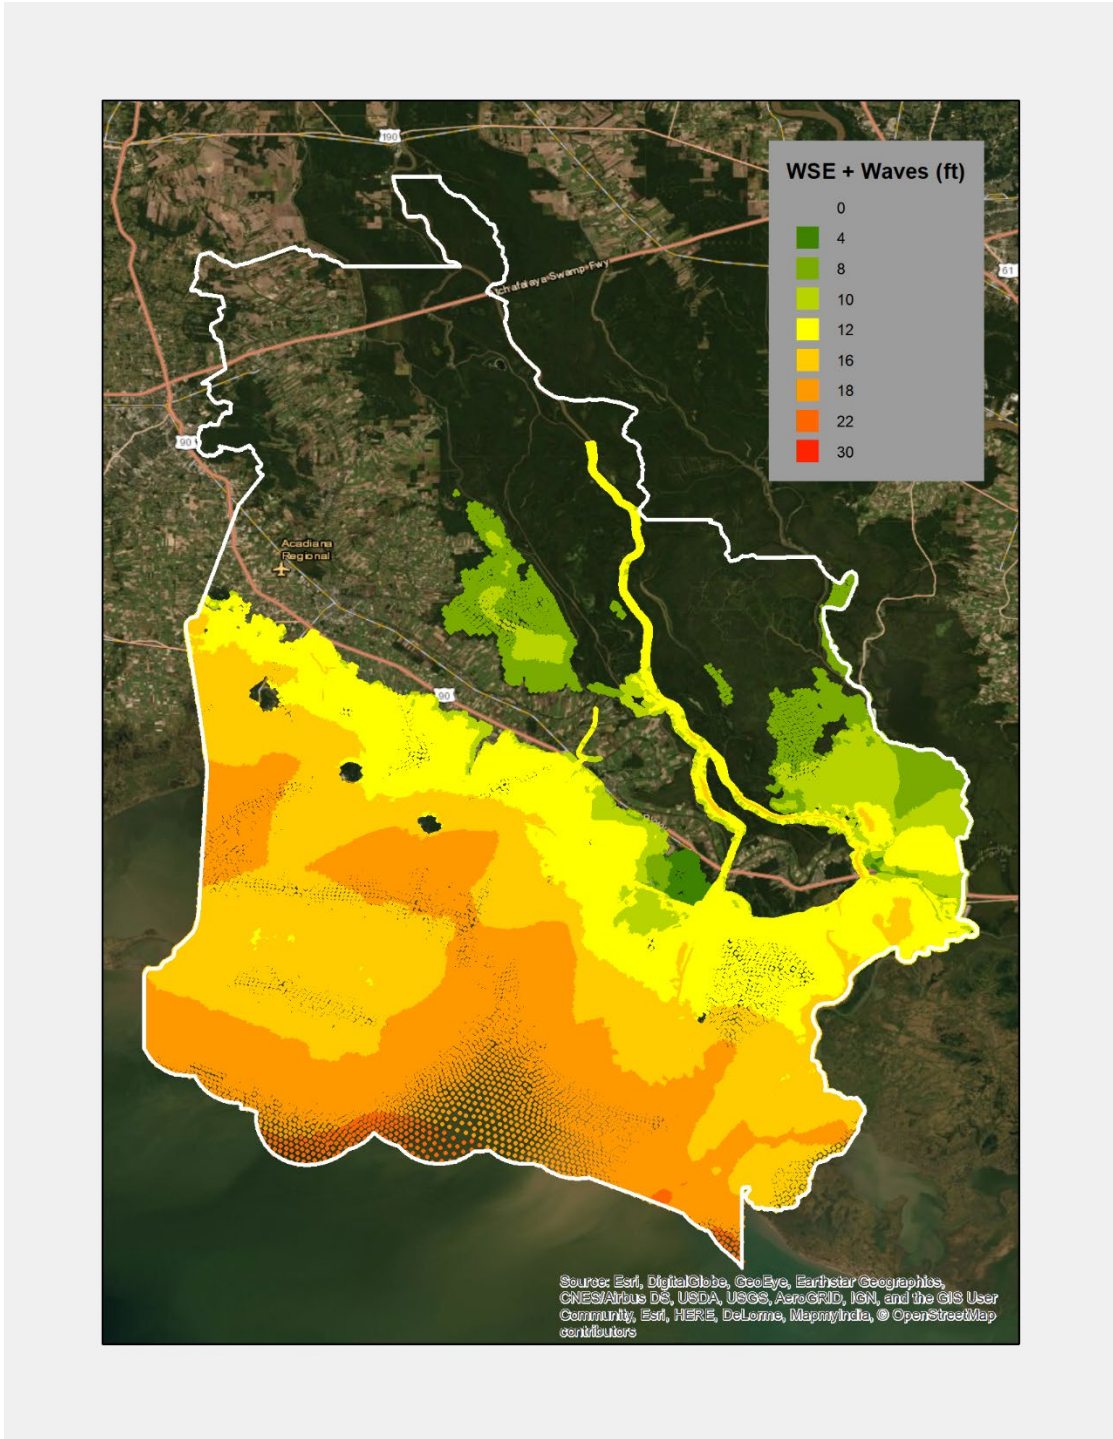 190
WSE + Waves (ft)
0
4
8
10
12
16
18
22
30
61
Atchafalaya Swamp Fwy
90
Acadiana
Regional
90
Source: Esri, DigitalGlobe, GeoEye, Earthstar Geographics,
CNES/Airbus DS, USDA, USGS, AeroGRID, IGN, and the GIS User
Community, Esri, HERE, DeLorme, MapmyIndia, © OpenStreetMap
contributors